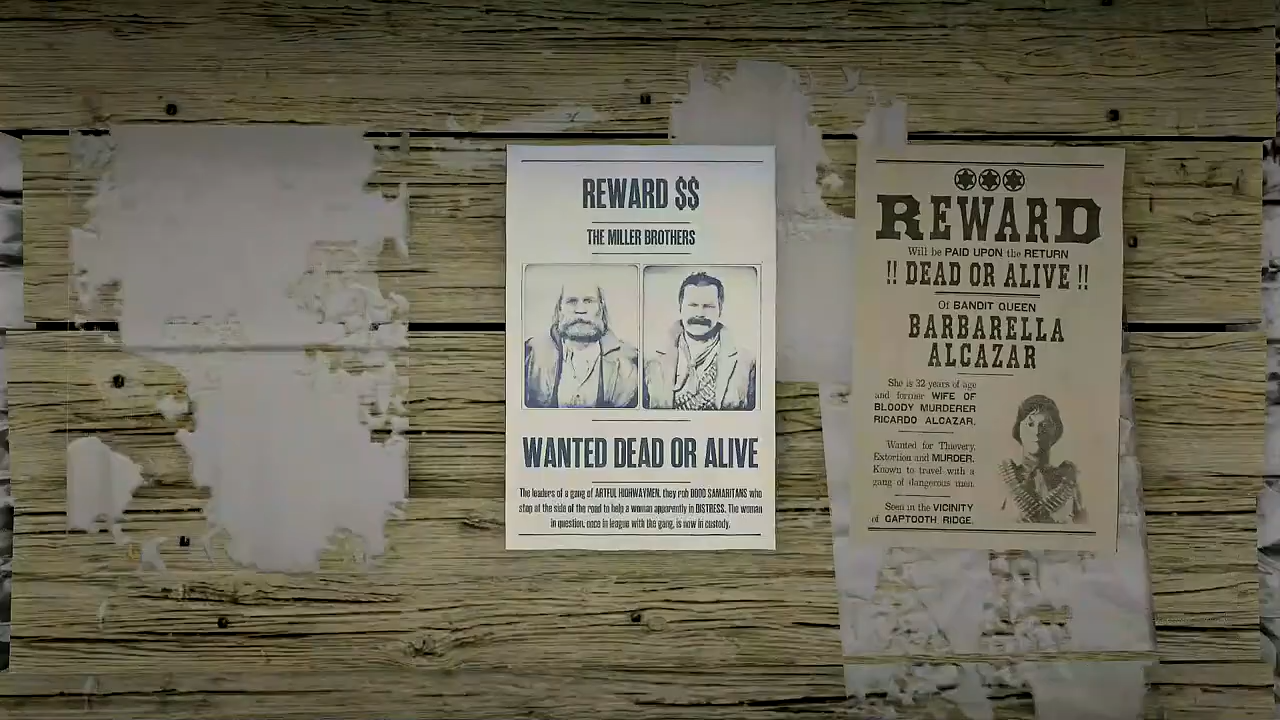 REWARD $$
THE MILLER BROTHERS
WANTED DEAD OR ALIVE
The leaders of a gang of ARTFUL HIGHWAYMEN, they rob GOOD SAMARITANS who
stop at the side of the road to help a woman apparently in DISTRESS. The woman
in question, once in league with the gang, is now in custody.
REWARD
Will be PAID UPON the RETURN
!! DEAD OR ALIVE !!
Of BANDIT QUEEN
BARBARELLA
ALCAZAR
She is 32 years of age
and former WIFE OF
BLOODY MURDERER
RICARDO ALCAZAR.
Wanted for Thievery,
Extortion and MURDER.
Known to travel with a
gang of dangerous men.
Seen in the VICINITY
of CAPTOOTH RIDGE.